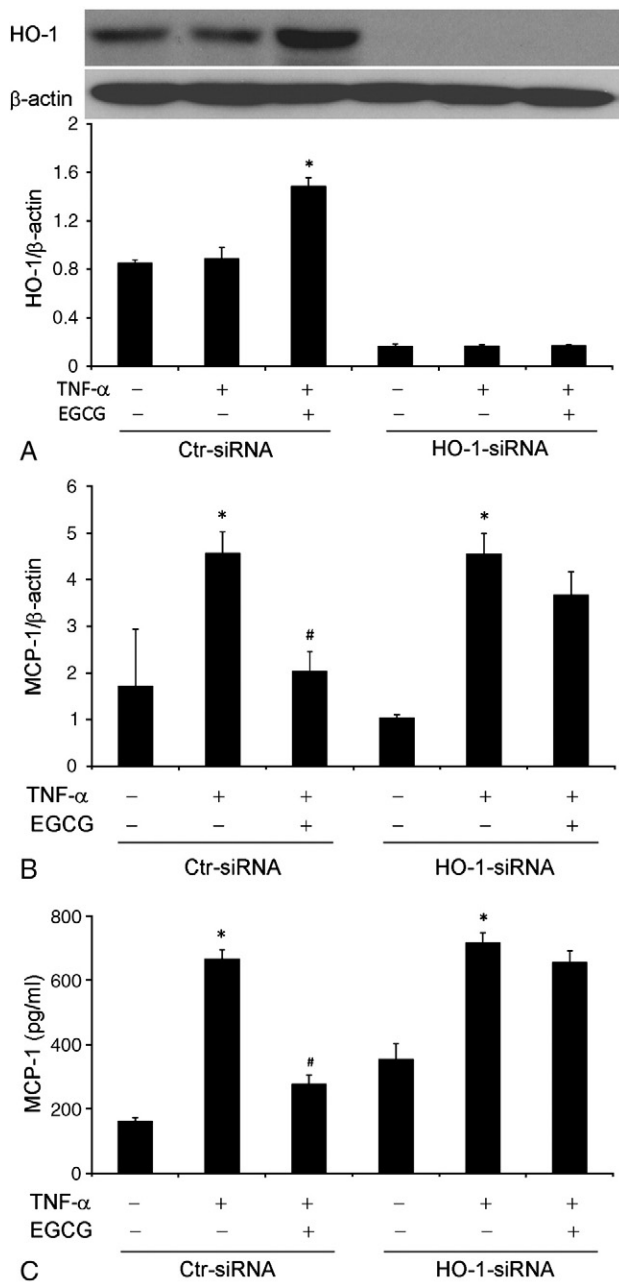 HO-1
β-actin
HO-1/β-actin
2
1.6
1.2
0.8
0.4
0
*
TNF-α − + + − + +
EGCG − − + − − +
A
Ctr-siRNA HO-1-siRNA
MCP-1/β-actin
6
5
4
3
2
1
0
* # *
TNF-α − + + − + +
EGCG − − + − − +
Ctr-siRNA HO-1-siRNA
B
MCP-1 (pg/ml)
800
600
400
200
0
* # *
TNF-α − + + − + +
EGCG − − + − − +
Ctr-siRNA HO-1-siRNA
C